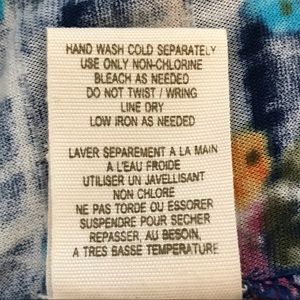 HAND WASH COLD SEPARATELY
USE ONLY NON-CHLORINE
BLEACH AS NEEDED
DO NOT TWIST / WRING
LINE DRY
LOW IRON AS NEEDED
LAVER SEPAREMENT A LA MAIN
A L'EAU FROIDE
UTILISER UN JAVELLISANT
NON CHLORE
NE PAS TORDE OU ESSORER
SUSPENDRE POUR SECHER
REPASSER, AU BESOIN,
A TRES BASSE TEMPERATURE